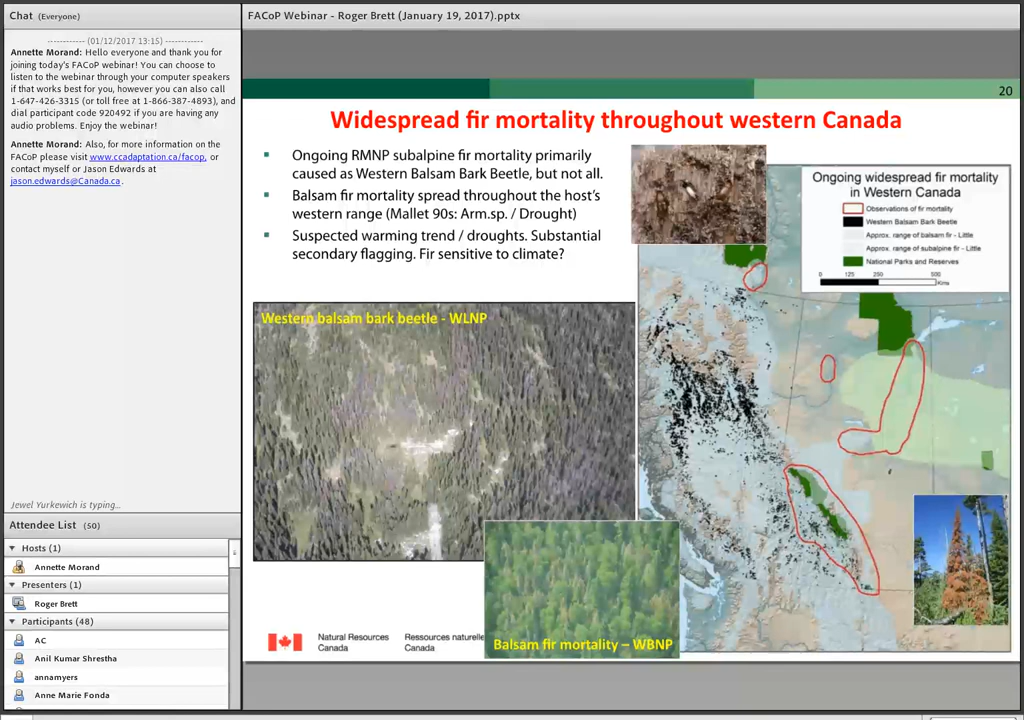 Chat (Everyone)
------------ (01/12/2017 13:15) ------------
Annette Morand: Hello everyone and thank you for
joining today's FACoP webinar! You can choose to
listen to the webinar through your computer speakers
if that works best for you, however you can also call
1-647-426-3315 (or toll free at 1-866-387-4893), and
dial participant code 920492 if you are having any
audio problems. Enjoy the webinar!
Annette Morand: Also, for more information on the
FACoP please visit www.ccadaptation.ca/facop, or
contact myself or Jason Edwards at
jason.edwards@Canada.ca.
Jewel Yurkewich is typing...
Attendee List (50)
Hosts (1)
Annette Morand
Presenters (1)
Roger Brett
Participants (48)
AC
Anil Kumar Shrestha
annamyers
Anne Marie Fonda
FACoP Webinar - Roger Brett (January 19, 2017).pptx
20
Widespread fir mortality throughout western Canada
Ongoing RMNP subalpine fir mortality primarily
caused as Western Balsam Bark Beetle, but not all.
Balsam fir mortality spread throughout the host's
western range (Mallet 90s: Arm.sp. / Drought)
Suspected warming trend / droughts. Substantial
secondary flagging. Fir sensitive to climate?
Ongoing widespread fir mortality
in Western Canada
Observations of fir mortality
Western Balsam Bark Beetle
Approx. range of balsam fir - Little
Approx. range of subalpine fir - Little
National Parks and Reserves
0 125 250 500
Kms
Western balsam bark beetle - WLNP
Balsam fir mortality – WBNP
Natural Resources Ressources naturelle
Canada Canada